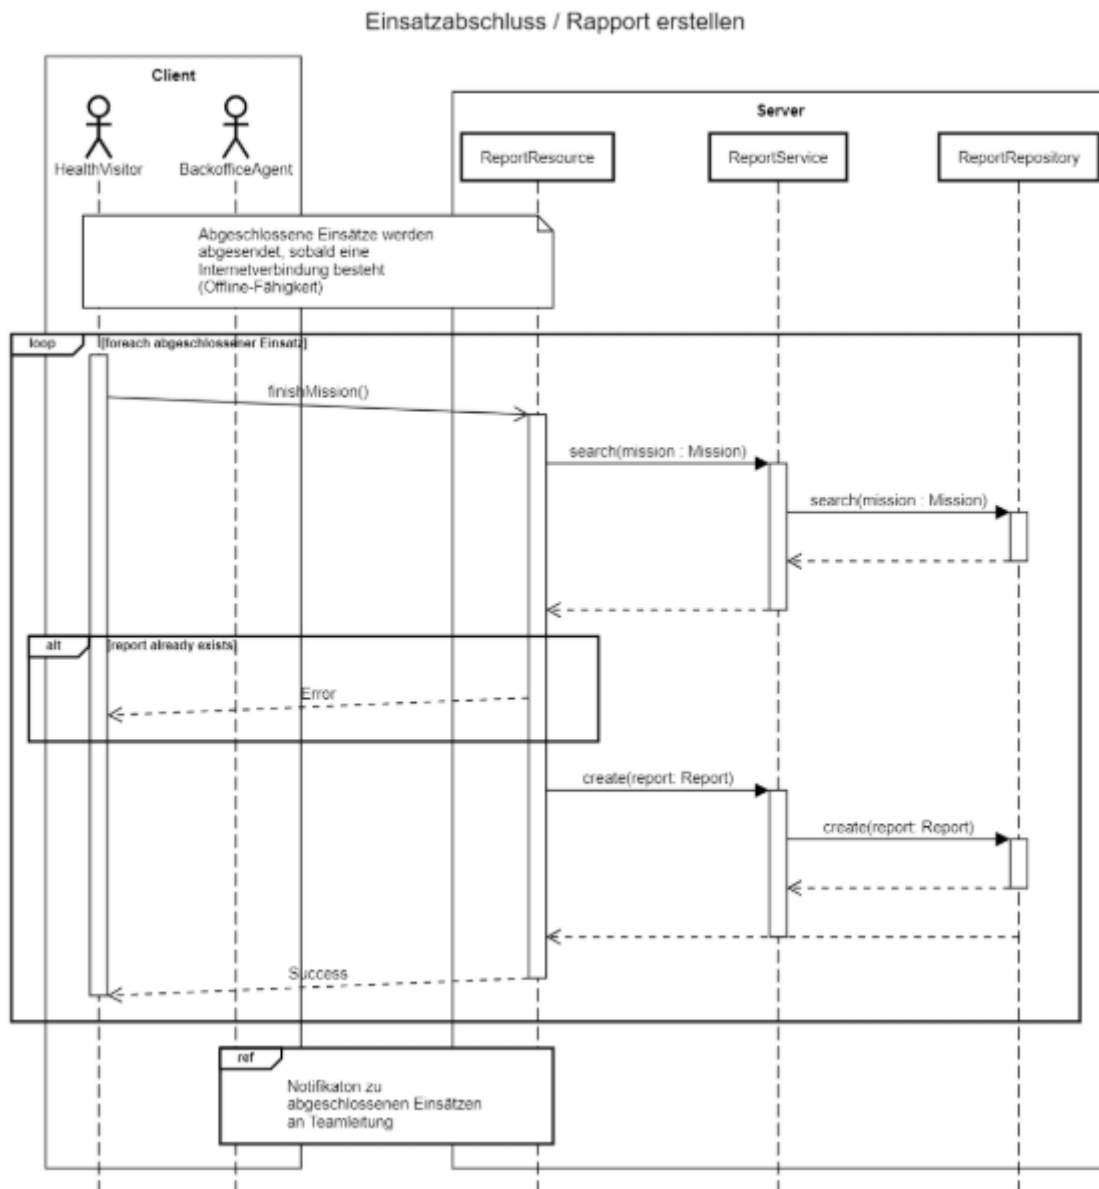 Einsatzabschluss / Rapport erstellen
Client
Server
HealthVisitor
BackofficeAgent
ReportResource
ReportService
ReportRepository
Abgeschlossene Einsätze werden
abgesendet, sobald eine
Internetverbindung besteht
(Offline-Fähigkeit)
loop
[foreach abgeschlossener Einsatz]
finishMission()
search(mission : Mission)
search(mission : Mission)
alt
[report already exists]
Error
create(report: Report)
create(report: Report)
Success
ref
Notifikaton zu
abgeschlossenen Einsätzen
an Teamleitung